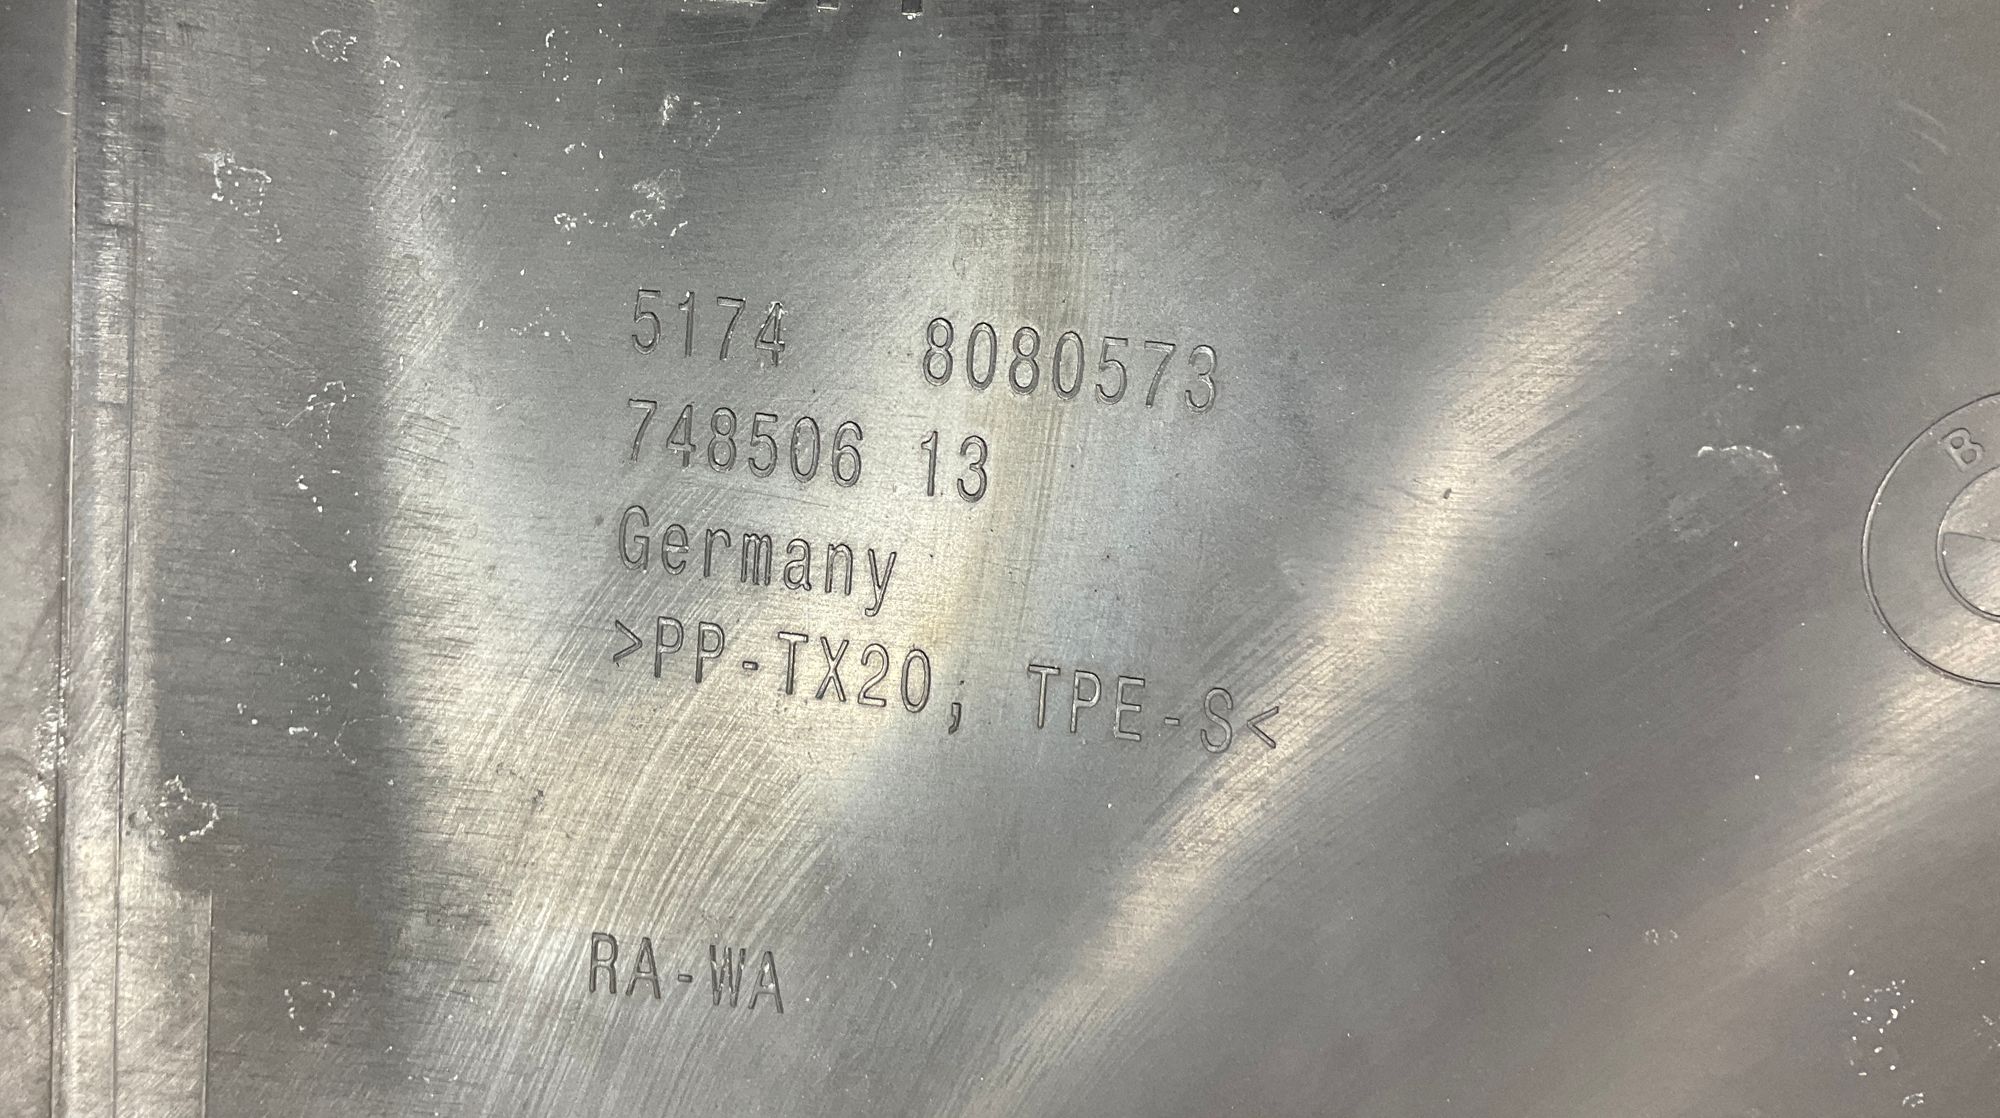 5174 8080573
748506 13
Germany
>PP-TX20, TPE-S<
RA-WA
B